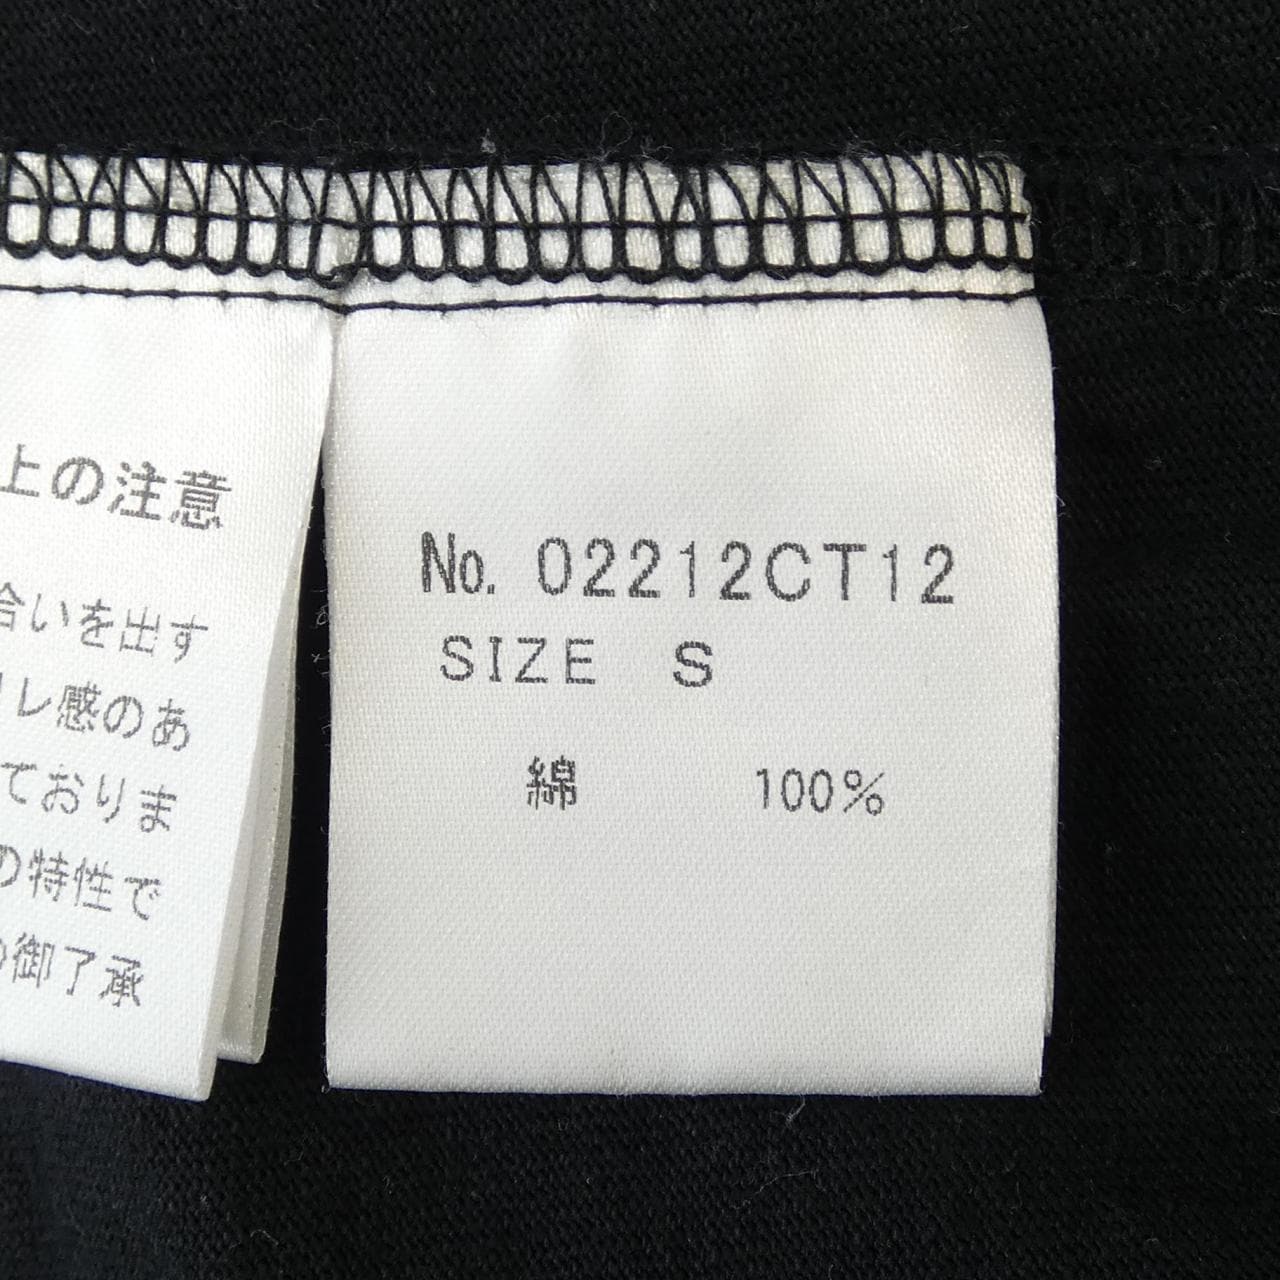 上の注意
合いを出す
レ感のあ
ておりま
の特性で
の御了承
No. 02212CT12
SIZE S
綿 100%